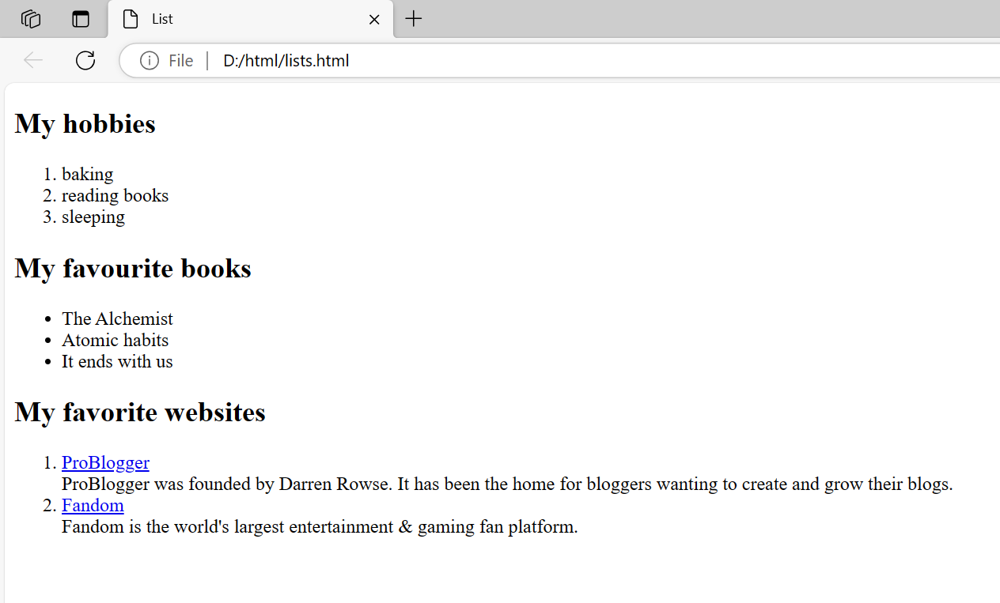 List
File D:/html/lists.html
My hobbies
1. baking
2. reading books
3. sleeping
My favourite books
• The Alchemist
• Atomic habits
• It ends with us
My favorite websites
1. ProBlogger
ProBlogger was founded by Darren Rowse. It has been the home for bloggers wanting to create and grow their blogs.
2. Fandom
Fandom is the world's largest entertainment & gaming fan platform.